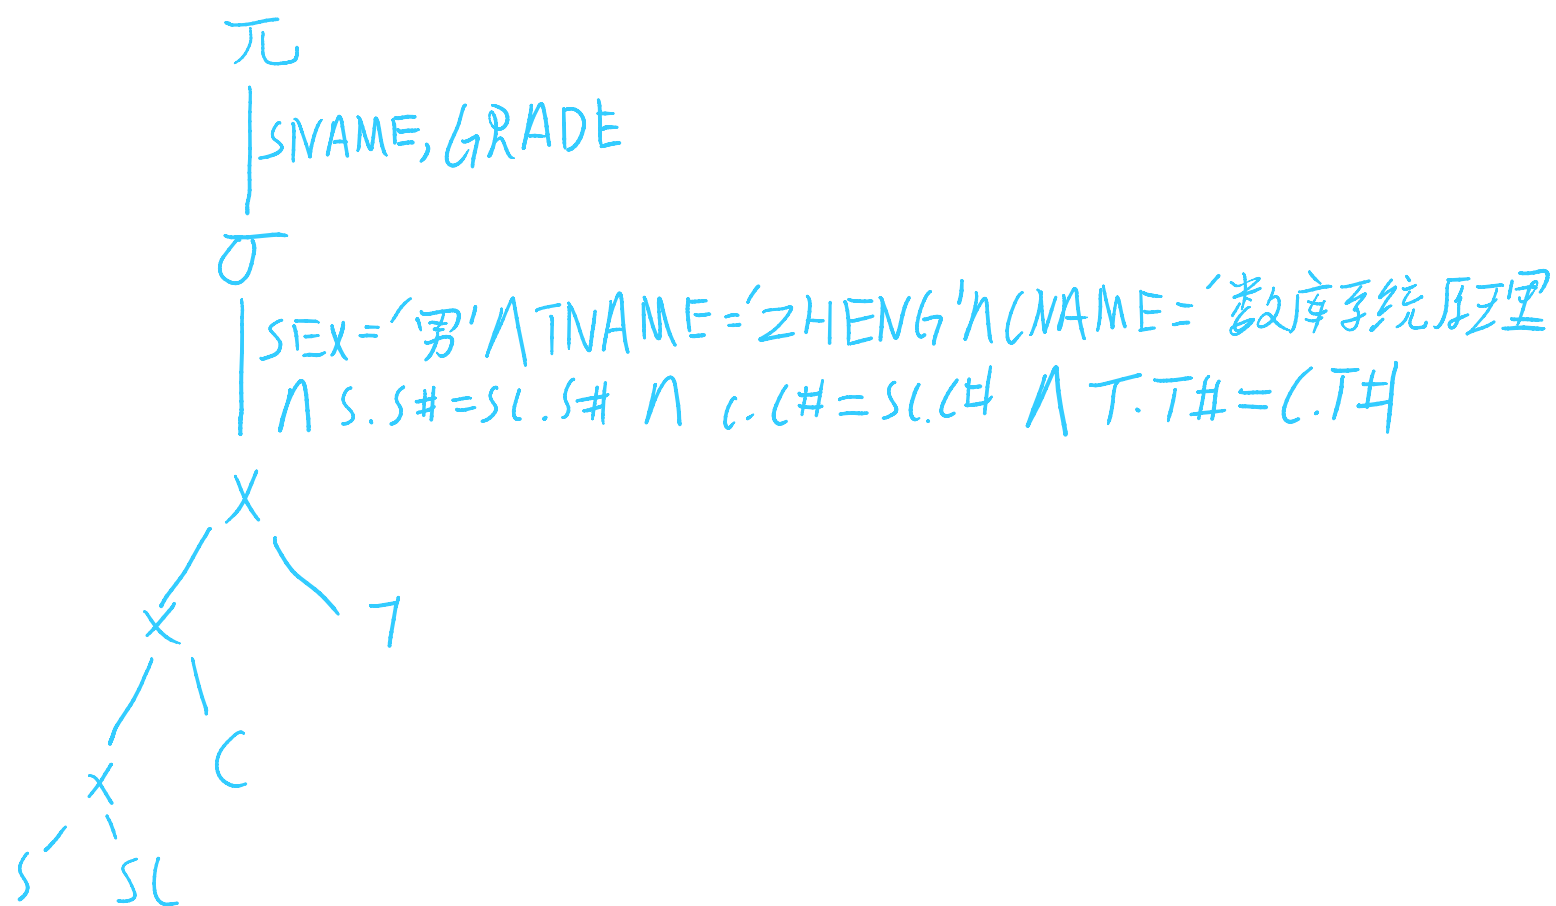 π
SNAME, GRADE
σ
SEX='男'∧TNAME='ZHENG'∧CNAME='数库系统原理
∧ S.S#=SC.S# ∧ C.C#=SC.C# ∧ T.T#=C.T#
X
X T
X C
S SC